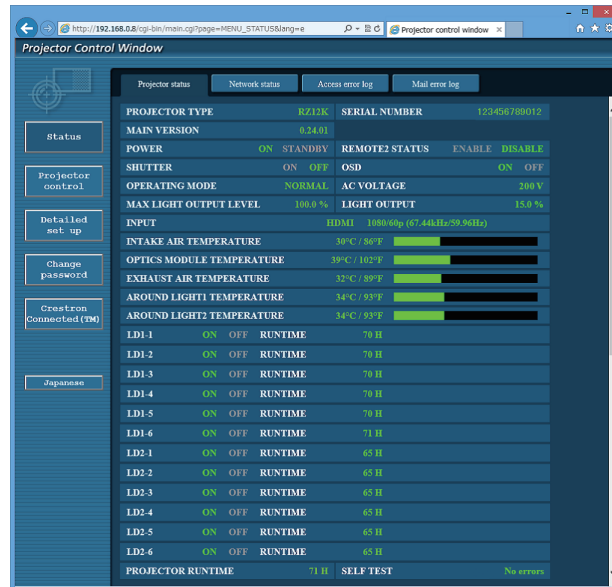 http://192.168.0.8/cgi-bin/main.cgi?page=MENU_STATUS&lang=e
Projector control window
Projector Control Window
Projector status Network status Access error log Mail error log
Status
Projector control
Detailed set up
Change password
Crestron Connected(TM)
Japanese
PROJECTOR TYPE RZ12K SERIAL NUMBER 123456789012
MAIN VERSION 0.24.01
POWER ON STANDBY REMOTE2 STATUS ENABLE DISABLE
SHUTTER ON OFF OSD ON OFF
OPERATING MODE NORMAL AC VOLTAGE 200 V
MAX LIGHT OUTPUT LEVEL 100.0 % LIGHT OUTPUT 15.0 %
INPUT HDMI 1080/60p (67.44kHz/59.96Hz)
INTAKE AIR TEMPERATURE 30°C / 86°F
OPTICS MODULE TEMPERATURE 39°C / 102°F
EXHAUST AIR TEMPERATURE 32°C / 89°F
AROUND LIGHT1 TEMPERATURE 34°C / 93°F
AROUND LIGHT2 TEMPERATURE 34°C / 93°F
LD1-1 ON OFF RUNTIME 70 H
LD1-2 ON OFF RUNTIME 70 H
LD1-3 ON OFF RUNTIME 70 H
LD1-4 ON OFF RUNTIME 70 H
LD1-5 ON OFF RUNTIME 70 H
LD1-6 ON OFF RUNTIME 71 H
LD2-1 ON OFF RUNTIME 65 H
LD2-2 ON OFF RUNTIME 65 H
LD2-3 ON OFF RUNTIME 65 H
LD2-4 ON OFF RUNTIME 65 H
LD2-5 ON OFF RUNTIME 65 H
LD2-6 ON OFF RUNTIME 65 H
PROJECTOR RUNTIME 71 H SELF TEST No errors